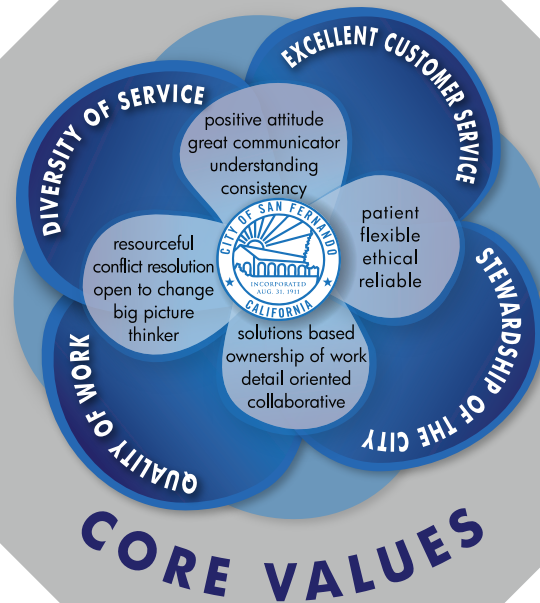 DIVERSITY OF SERVICE
EXCELLENT CUSTOMER SERVICE
positive attitude
great communicator
understanding
consistency
patient
flexible
ethical
reliable
resourceful
conflict resolution
open to change
big picture
thinker
CITY OF SAN FERNANDO
INCORPORATED
AUG. 31, 1911
CALIFORNIA
solutions based
ownership of work
detail oriented
collaborative
QUALITY OF WORK
STEWARDSHIP OF THE CITY
CORE VALUES